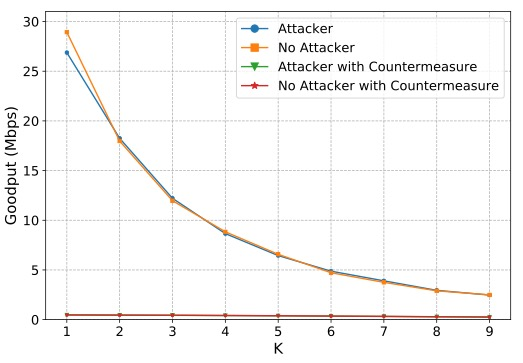 30
25
20
15
10
5
0
Goodput (Mbps)
Attacker
No Attacker
Attacker with Countermeasure
No Attacker with Countermeasure
1 2 3 4 5 6 7 8 9
K